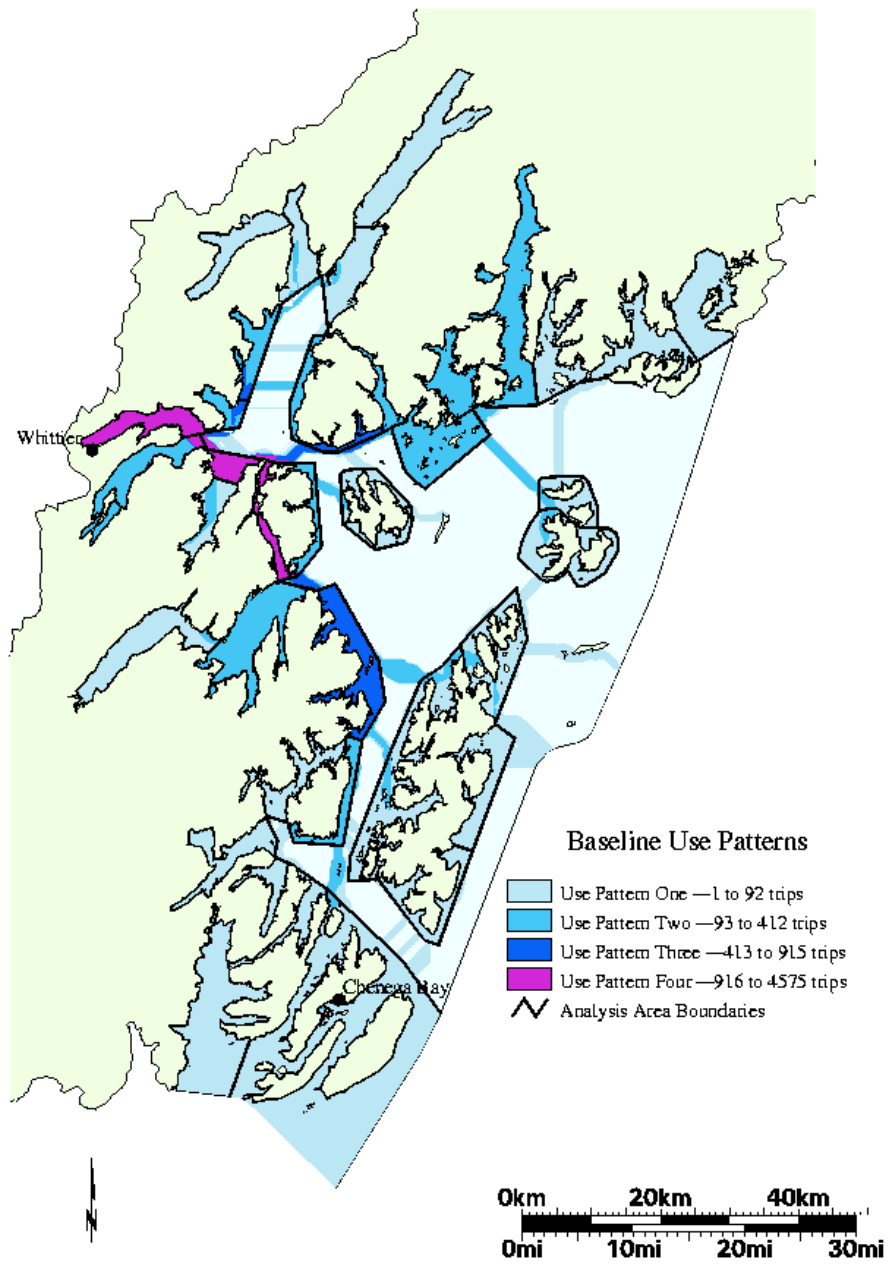 Whittier
Baseline Use Patterns
Use Pattern One —1 to 92 trips
Use Pattern Two —93 to 412 trips
Use Pattern Three —413 to 915 trips
Use Pattern Four —916 to 4575 trips
Analysis Area Boundaries
Chenega Bay
N
0km 20km 40km
0mi 10mi 20mi 30mi